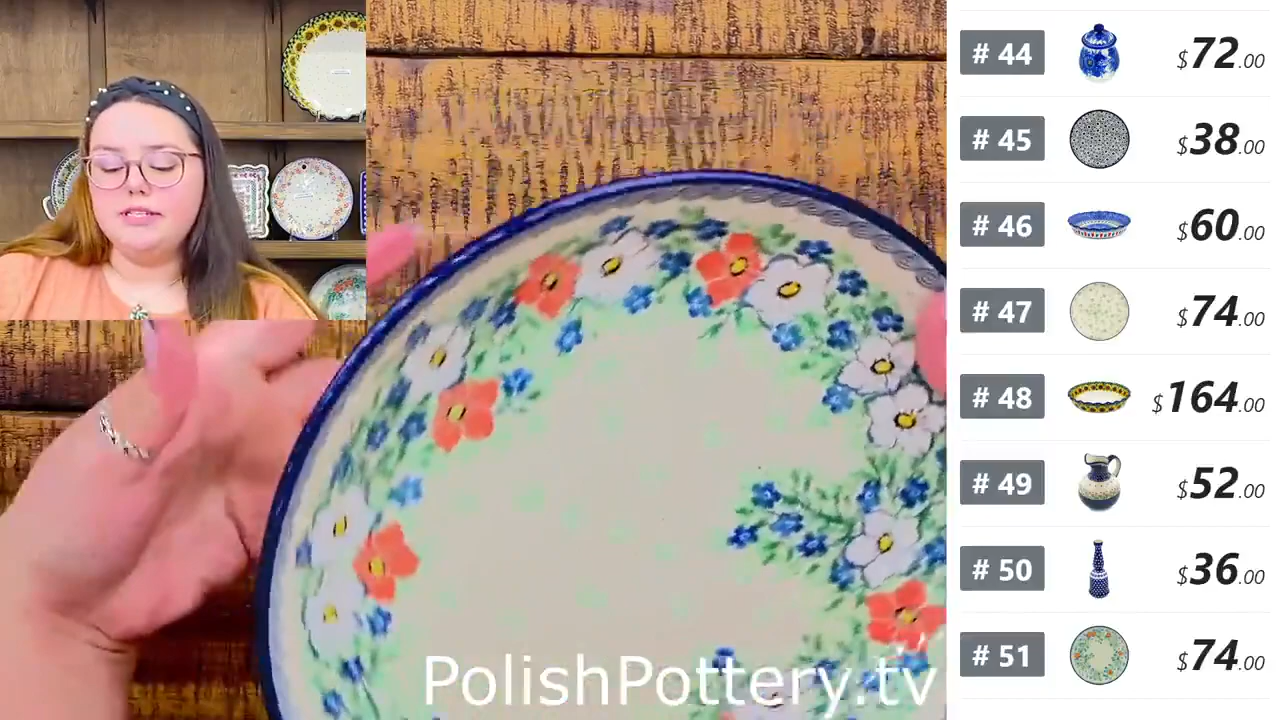 # 44 $72.00
# 45 $38.00
# 46 $60.00
# 47 $74.00
# 48 $164.00
# 49 $52.00
# 50 $36.00
# 51 $74.00
PolishPottery.tv